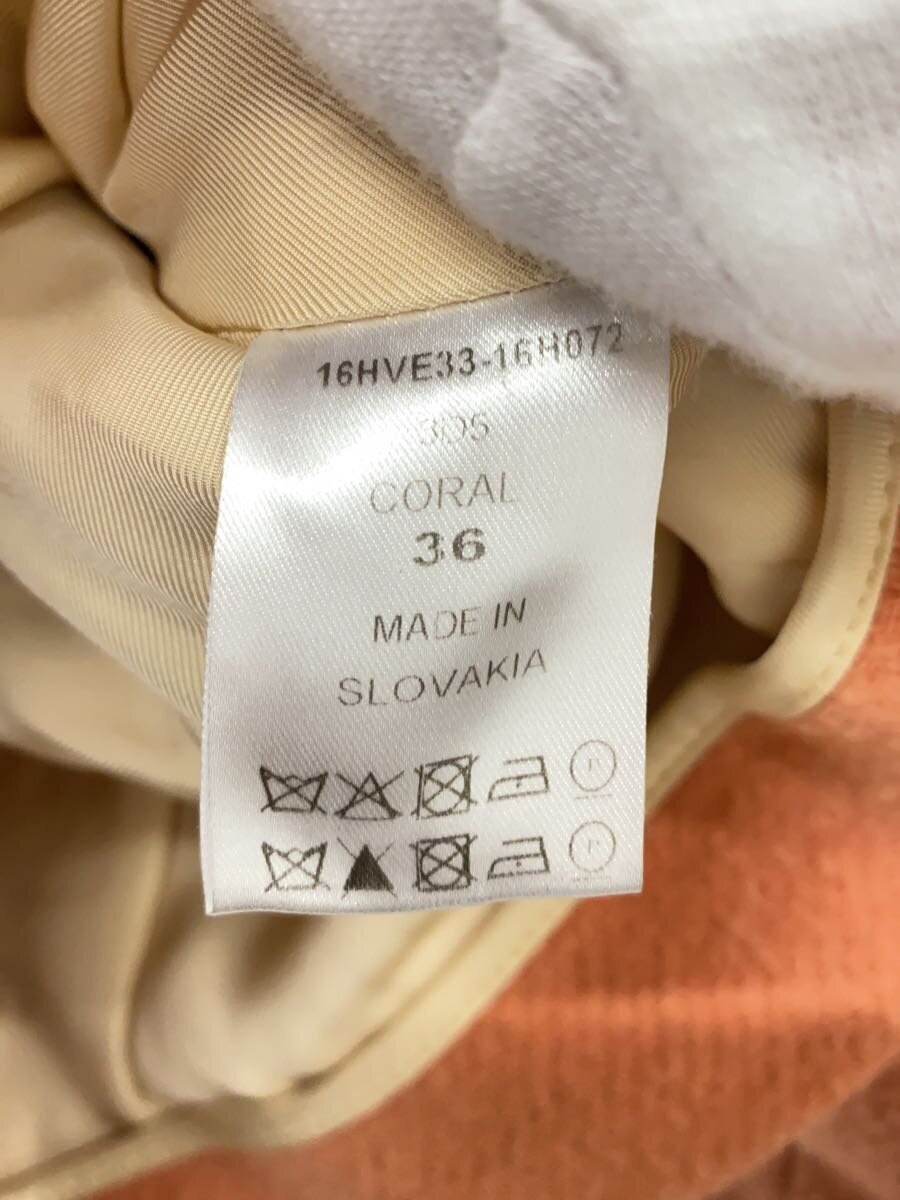 16HVE33-16H072
305
CORAL
36
MADE IN
SLOVAKIA
P
P